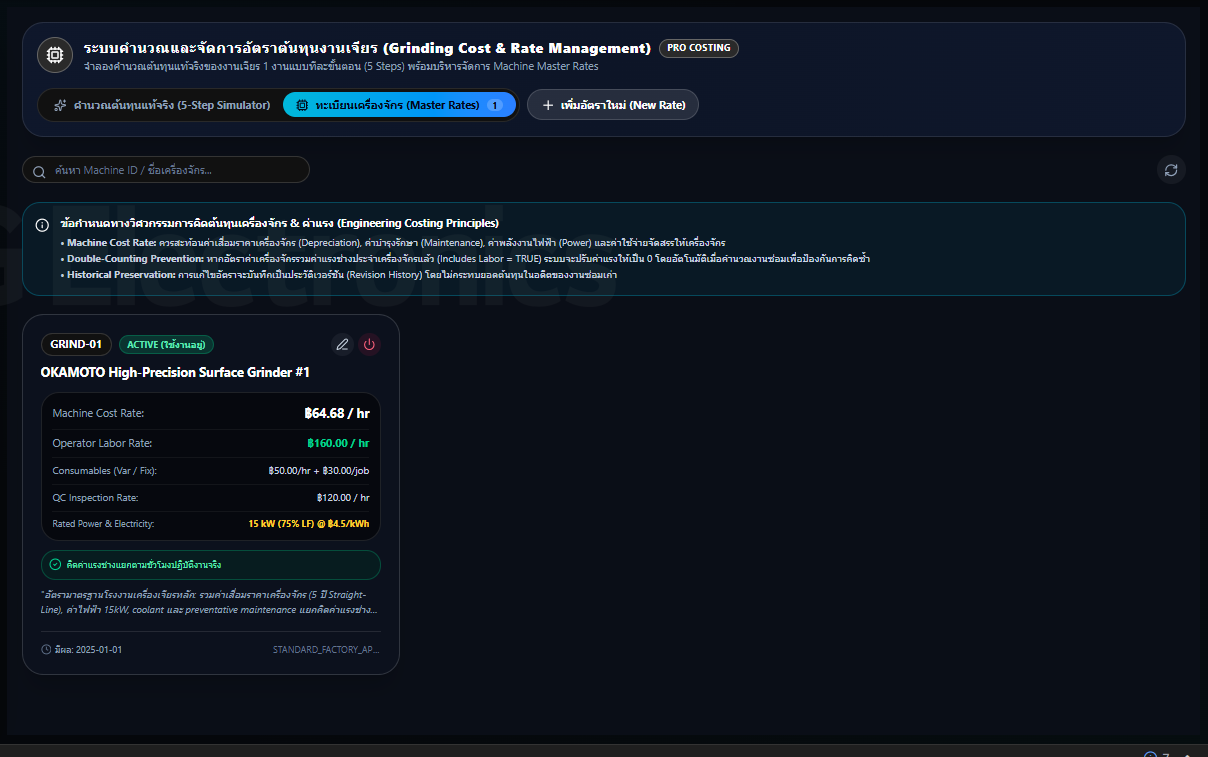 ระบบคำนวณและจัดการอัตราต้นทุนงานเจียร (Grinding Cost & Rate Management) PRO COSTING
จำลองคำนวณต้นทุนแท้จริงของงานเจียร 1 งานแบบทีละขั้นตอน (5 Steps) พร้อมบริหารจัดการ Machine Master Rates
คำนวณต้นทุนแท้จริง (5-Step Simulator) ทะเบียนเครื่องจักร (Master Rates) 1 + เพิ่มอัตราใหม่ (New Rate)
ค้นหา Machine ID / ชื่อเครื่องจักร...
ข้อกำหนดทางวิศวกรรมการคิดต้นทุนเครื่องจักร & ค่าแรง (Engineering Costing Principles)
• Machine Cost Rate: ควรสะท้อนค่าเสื่อมราคาเครื่องจักร (Depreciation), ค่าบำรุงรักษา (Maintenance), ค่าพลังงานไฟฟ้า (Power) และค่าใช้จ่ายจัดสรรให้เครื่องจักร
• Double-Counting Prevention: หากอัตราค่าเครื่องจักรรวมค่าแรงช่างประจำเครื่องจักรแล้ว (Includes Labor = TRUE) ระบบจะปรับค่าแรงให้เป็น 0 โดยอัตโนมัติเมื่อคำนวณงานซ่อมเพื่อป้องกันการคิดซ้ำ
• Historical Preservation: การแก้ไขอัตราจะบันทึกเป็นประวัติเวอร์ชัน (Revision History) โดยไม่กระทบยอดต้นทุนในอดีตของงานซ่อมเก่า
Electronics
GRIND-01 ACTIVE (ใช้งานอยู่)
OKAMOTO High-Precision Surface Grinder #1
Machine Cost Rate: ฿64.68 / hr
Operator Labor Rate: ฿160.00 / hr
Consumables (Var / Fix): ฿50.00/hr + ฿30.00/job
QC Inspection Rate: ฿120.00 / hr
Rated Power & Electricity: 15 kW (75% LF) @ ฿4.5/kWh
คิดค่าแรงช่างแยกตามชั่วโมงปฏิบัติงานจริง
"อัตรามาตรฐานโรงงานเครื่องเจียรหลัก: รวมค่าเสื่อมราคาเครื่องจักร (5 ปี Straight-
Line), ค่าไฟฟ้า 15kW, coolant และ preventative maintenance แยกคิดค่าแรงช่าง...
มีผล: 2025-01-01 STANDARD_FACTORY_AP...